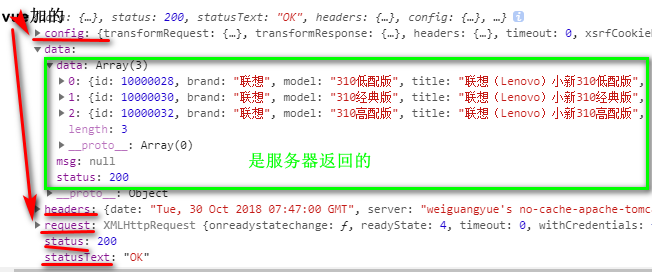 vue加的
data: {…}, status: 200, statusText: "OK", headers: {…}, config: {…}, …}
config: {transformRequest: {…}, transformResponse: {…}, headers: {…}, timeout: 0, xsrfCookie
data:
data: Array(3)
0: {id: 10000028, brand: "联想", model: "310低配版", title: "联想（Lenovo）小新310低配版",
1: {id: 10000030, brand: "联想", model: "310经典版", title: "联想（Lenovo）小新310经典版",
2: {id: 10000032, brand: "联想", model: "310高配版", title: "联想（Lenovo）小新310高配版",
length: 3
__proto__: Array(0)
msg: null
是服务器返回的
status: 200
__proto__: Object
headers: {date: "Tue, 30 Oct 2018 07:47:00 GMT", server: "weiguangyue's no-cache-apache-tomc
request: XMLHttpRequest {onreadystatechange: ƒ, readyState: 4, timeout: 0, withCredentials:
status: 200
statusText: "OK"